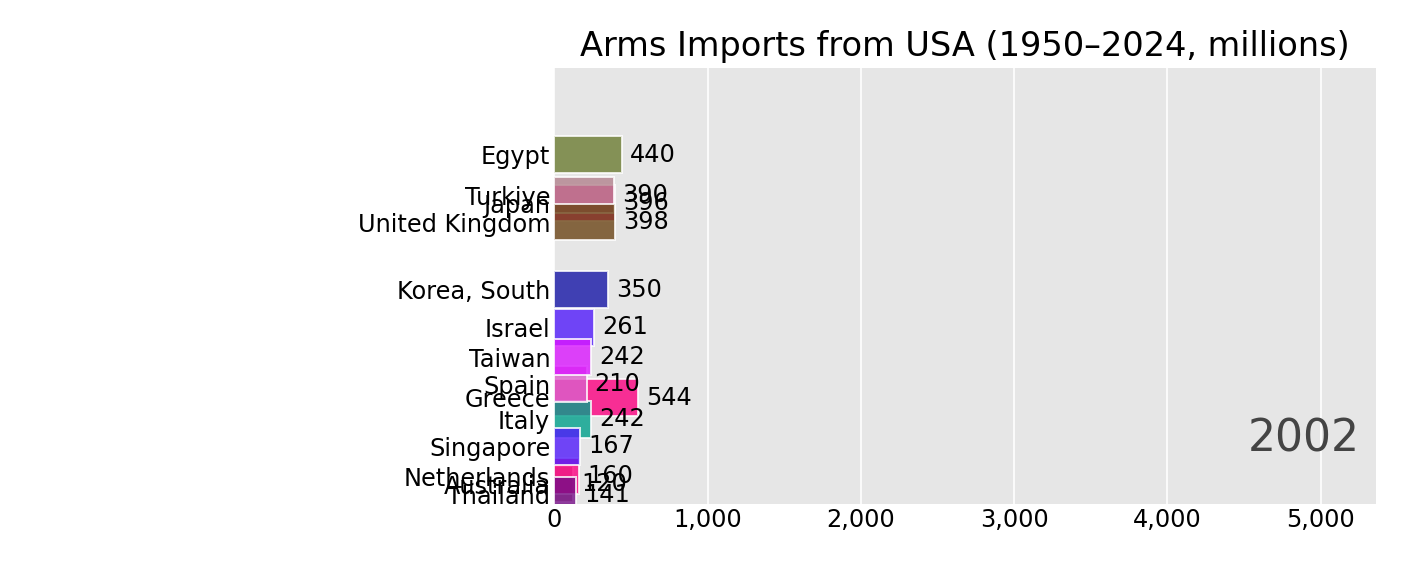 Arms Imports from USA (1950–2024, millions)
Egypt 440
Turkiye 390
Japan 396
United Kingdom 398
Korea, South 350
Israel 261
Taiwan 242
Spain 210
Greece 544
Italy 242
Singapore 167
Netherlands 160
Australia 120
Thailand 141
2002
0 1,000 2,000 3,000 4,000 5,000